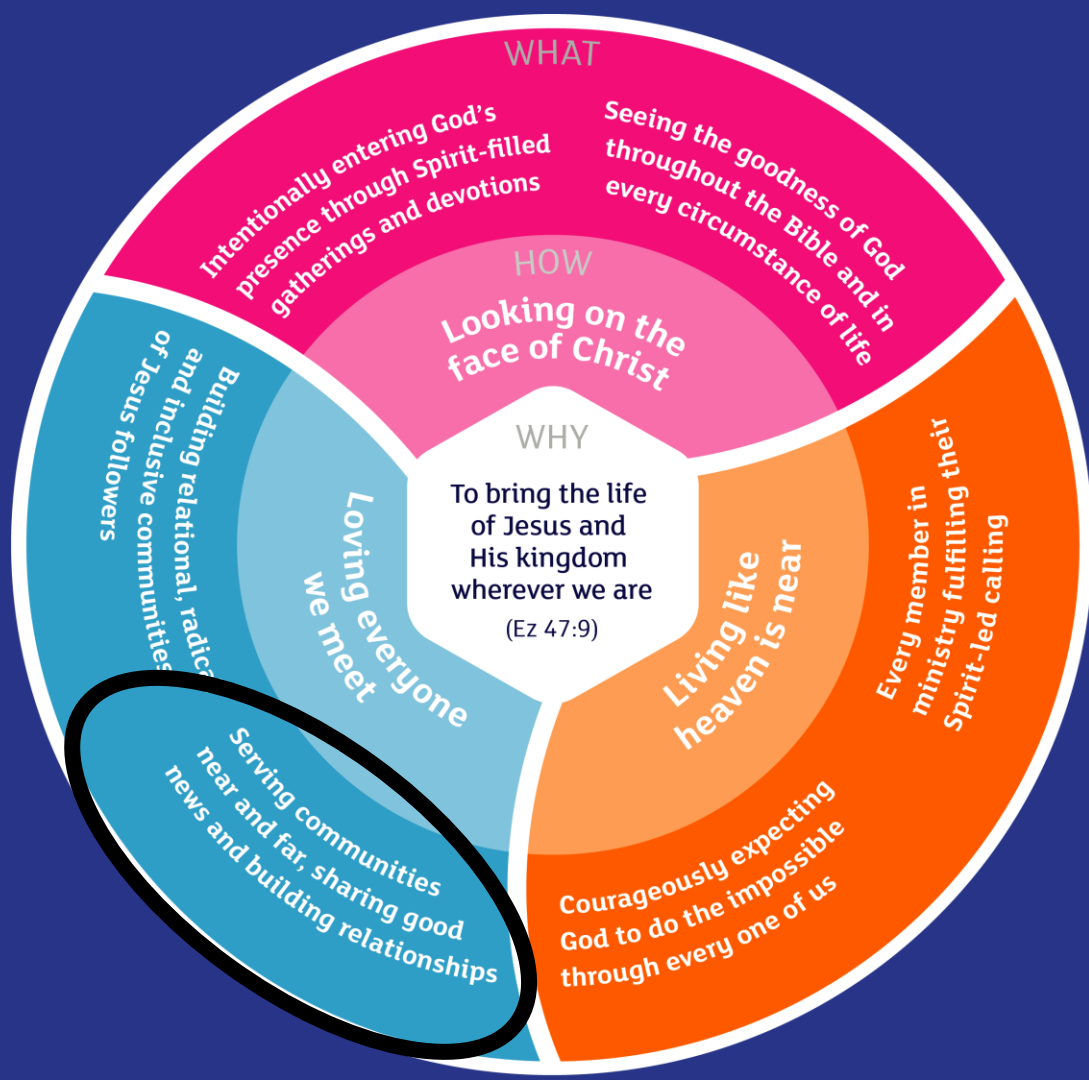 WHAT
Intentionally entering God's
presence through Spirit-filled
gatherings and devotions
Seeing the goodness of God
throughout the Bible and in
every circumstance of life
HOW
Looking on the
face of Christ
WHY
To bring the life
of Jesus and
His kingdom
wherever we are
(Ez 47:9)
Living like
heaven is near
Every member in
ministry fulfilling their
Spirit-led calling
Courageously expecting
God to do the impossible
through every one of us
Loving everyone
we meet
Building relational,
and inclusive communities
of Jesus followers
Serving communities
near and far, sharing good
news and building relationships